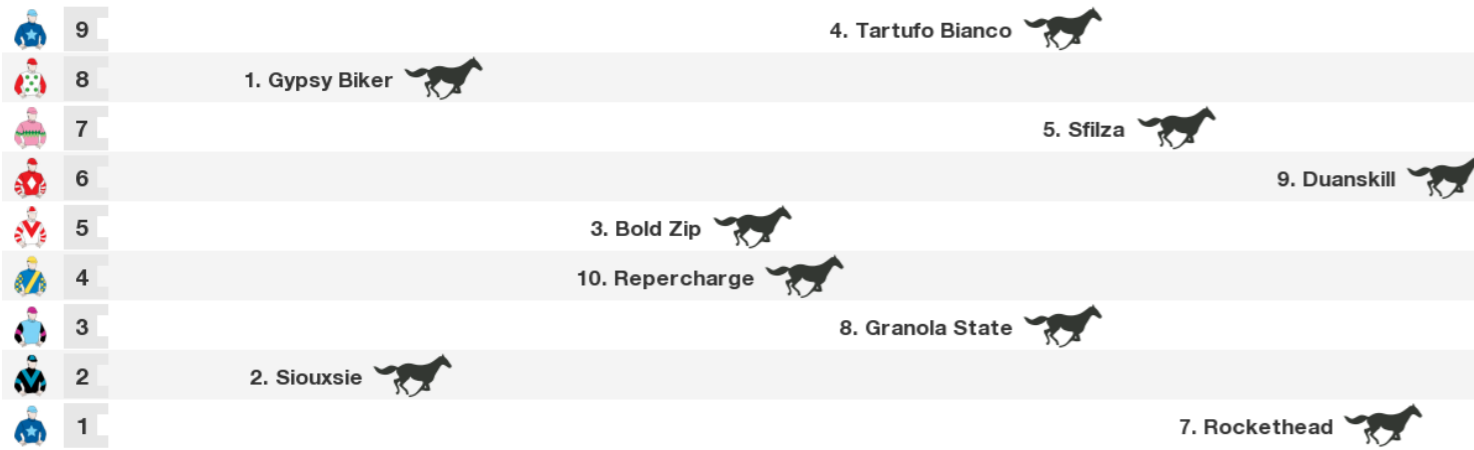 9 4. Tartufo Bianco
8 1. Gypsy Biker
7 5. Sfilza
6 9. Duanskill
5 3. Bold Zip
4 10. Repercharge
3 8. Granola State
2 2. Siouxsie
1 7. Rockethead